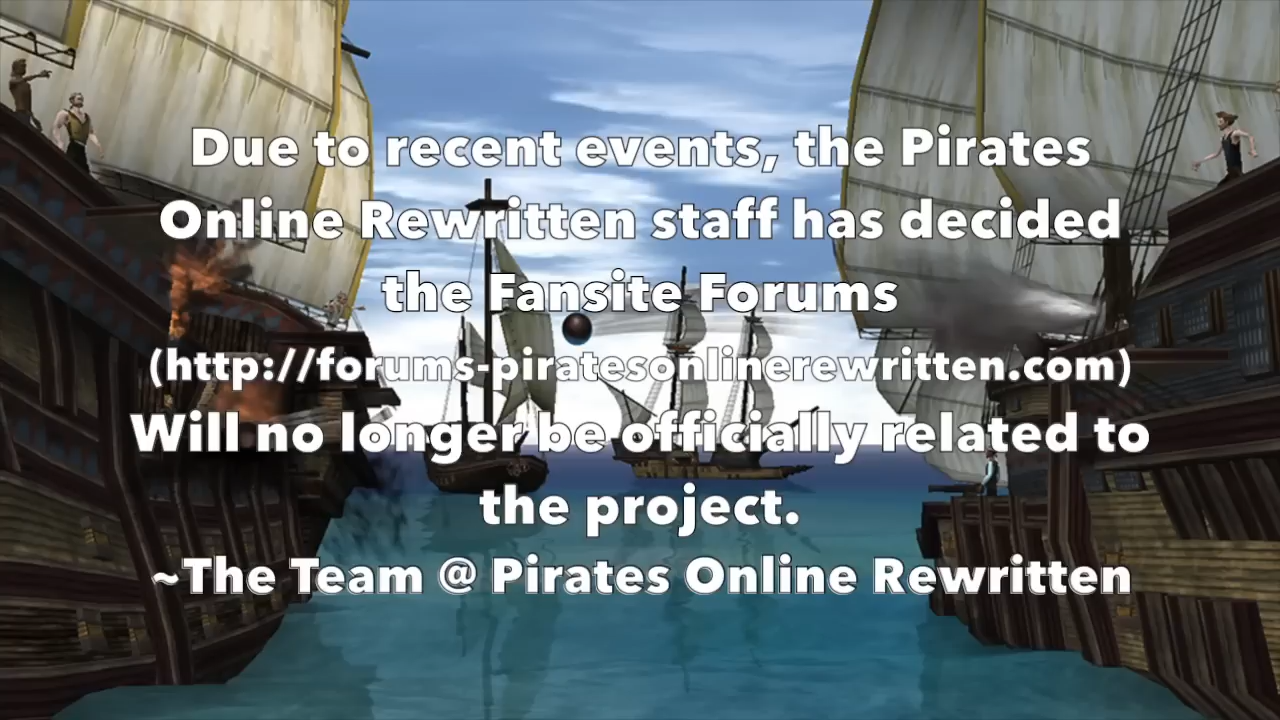 Due to recent events, the Pirates
Online Rewritten staff has decided
the Fansite Forums
(http://forums-piratesonlinerewritten.com)
Will no longer be officially related to
the project.
~The Team @ Pirates Online Rewritten